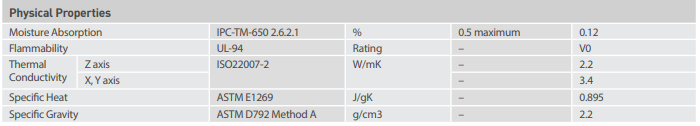 Physical Properties
Moisture Absorption IPC-TM-650 2.6.2.1 % 0.5 maximum 0.12
Flammability UL-94 Rating – V0
Thermal Conductivity Z axis ISO22007-2 W/mK – 2.2
X, Y axis – 3.4
Specific Heat ASTM E1269 J/gK – 0.895
Specific Gravity ASTM D792 Method A g/cm3 – 2.2